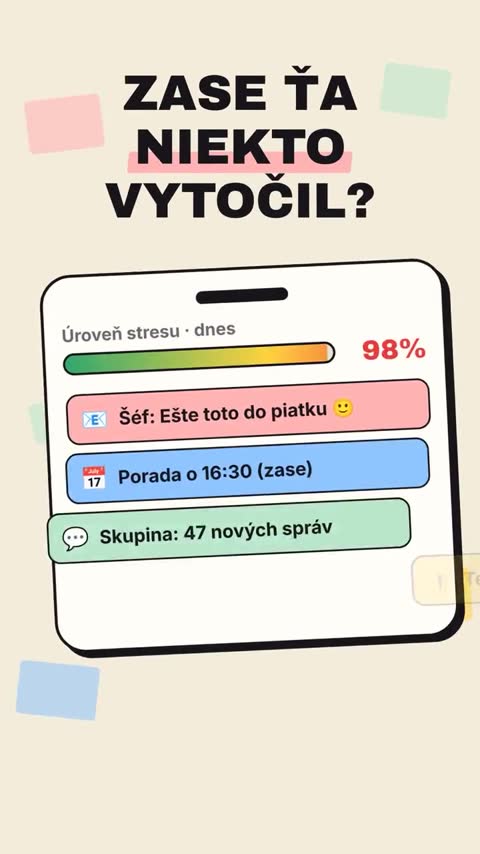 ZASE ŤA
NIEKTO
VYTOČIL?
Úroveň stresu · dnes
98%
Šéf: Ešte toto do piatku 🙂
Porada o 16:30 (zase)
Skupina: 47 nových správ